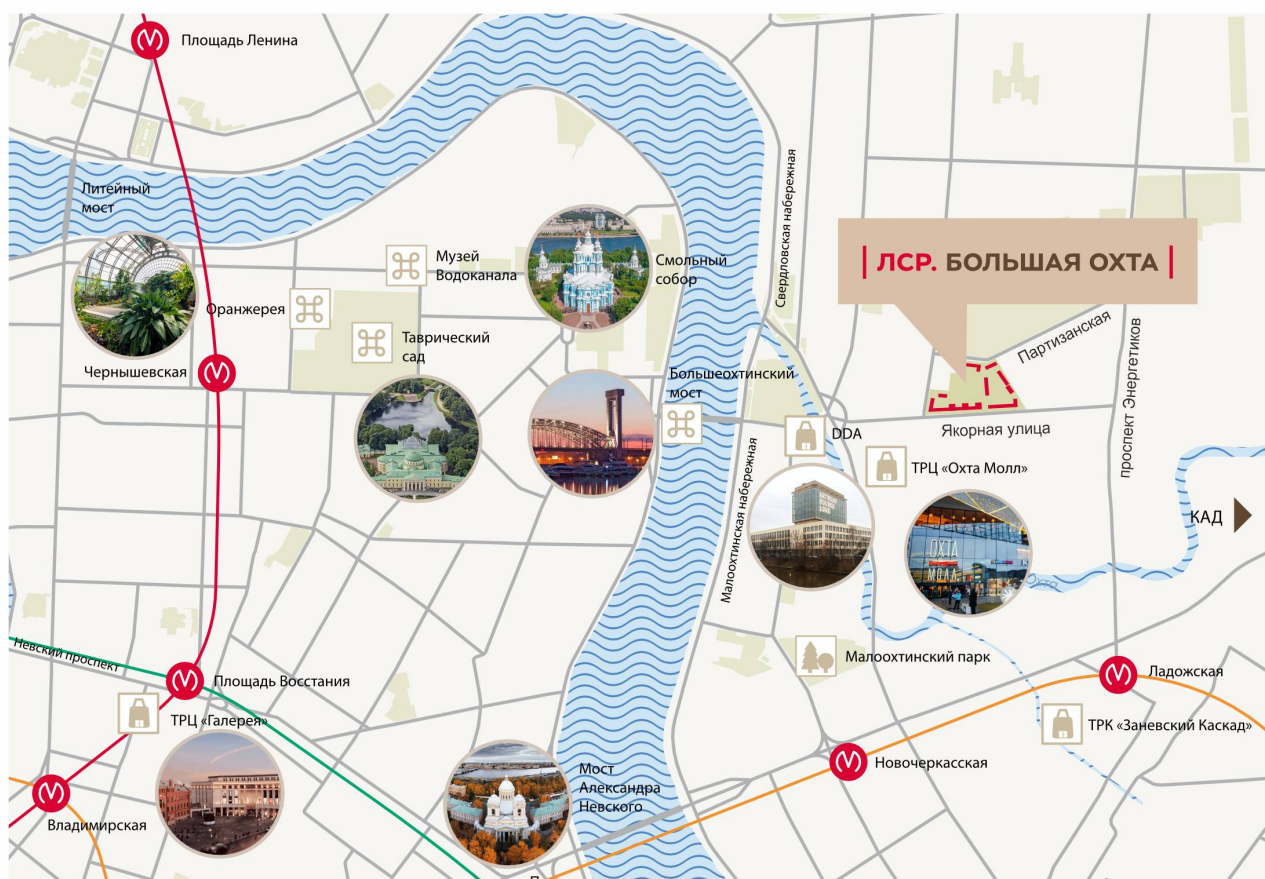 Площадь Ленина
Литейный
мост
Музей
Водоканала
Смольный
собор
Свердловская набережная
| ЛСР. БОЛЬШАЯ ОХТА |
Оранжерея
Таврический
сад
Партизанская
Чернышевская
Большеохтинский
мост
проспект Энергетиков
Якорная улица
DDA
ТРЦ «Охта Молл»
Малоохтинская набережная
КАД
ОХТА
МОЛЛ
Охта
Невский проспект
Малоохтинский парк
Площадь Восстания
Ладожская
ТРЦ «Галерея»
ТРК «Заневский Каскад»
Мост
Александра
Невского
Новочеркасская
Владимирская